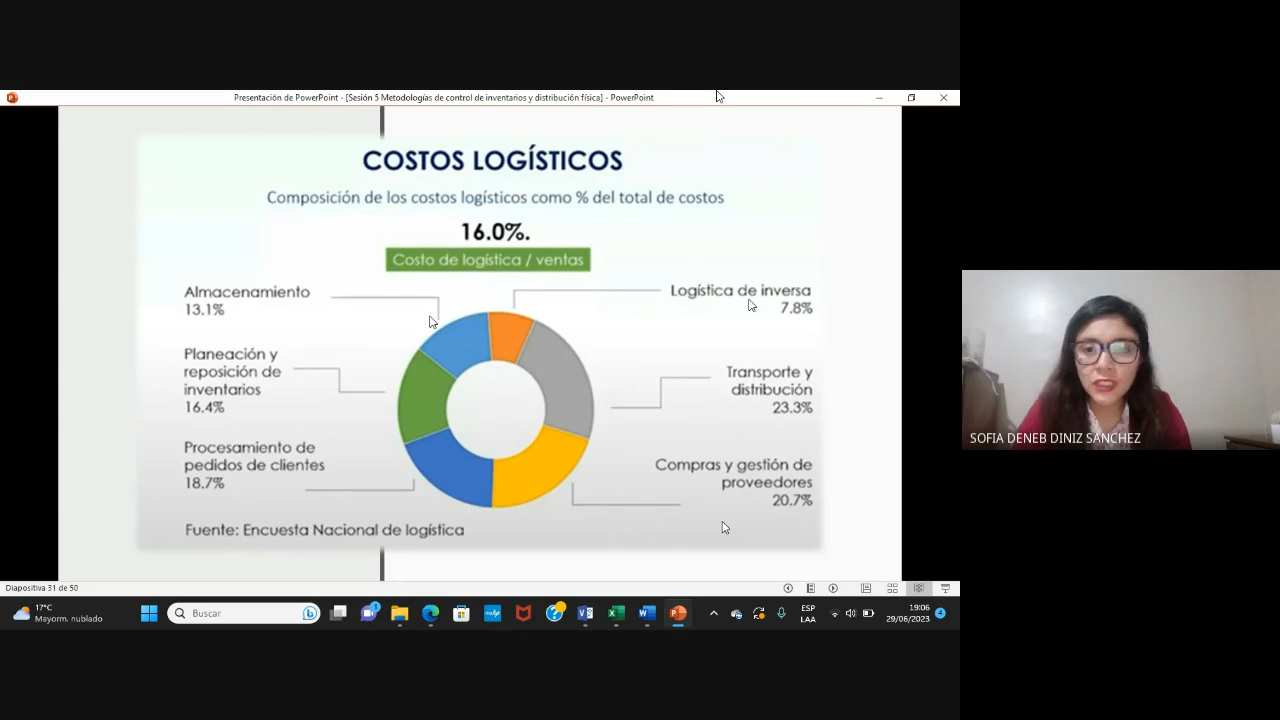 Presentación de PowerPoint - [Sesión 5 Metodologías de control de inventarios y distribución física] - PowerPoint
COSTOS LOGÍSTICOS
Composición de los costos logísticos como % del total de costos
16.0%.
Costo de logística / ventas
Almacenamiento
13.1%
Logística de inversa
7.8%
Planeación y
reposición de
inventarios
16.4%
Transporte y
distribución
23.3%
Procesamiento de
pedidos de clientes
18.7%
Compras y gestión de
proveedores
20.7%
Fuente: Encuesta Nacional de logística
SOFIA DENEB DINIZ SANCHEZ
Diapositiva 31 de 50
17°C
Mayorm. nublado
Buscar
ESP
LAA
19:06
29/06/2023